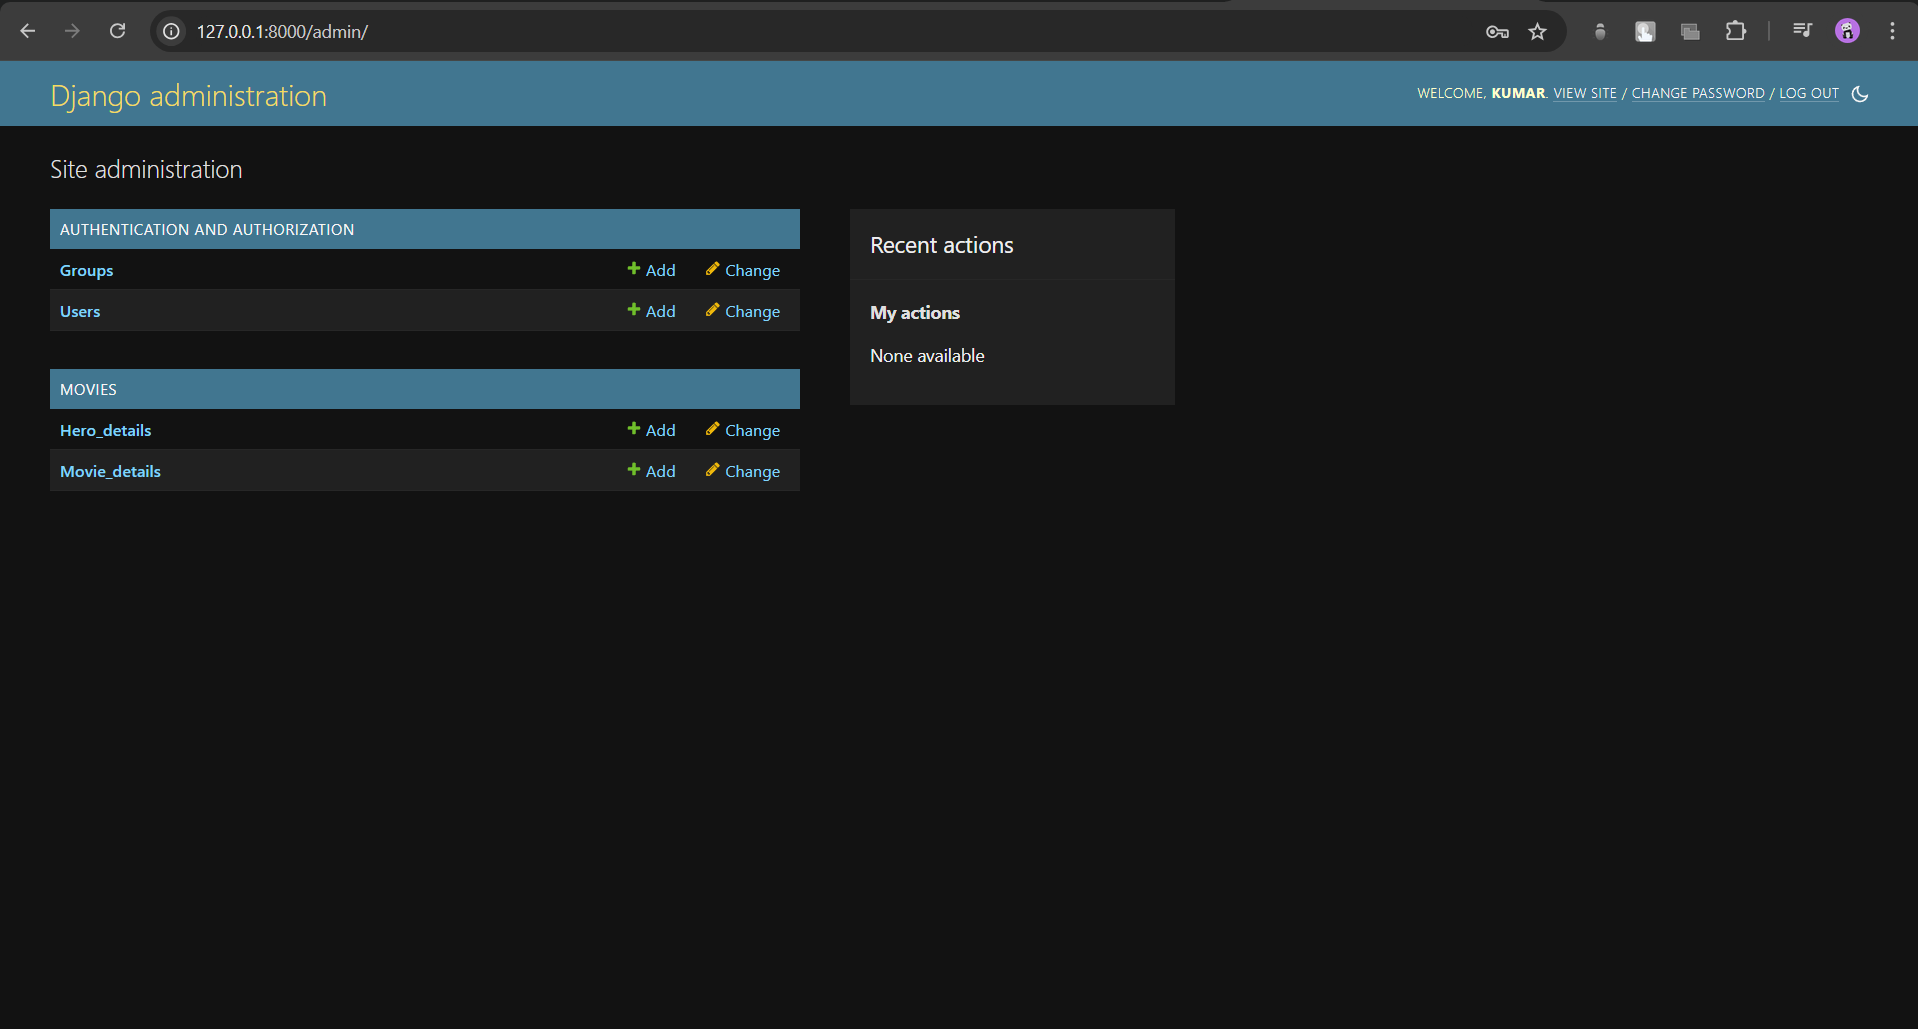 127.0.0.1:8000/admin/
Django administration
WELCOME, KUMAR. VIEW SITE / CHANGE PASSWORD / LOG OUT
Site administration
AUTHENTICATION AND AUTHORIZATION
Groups Add Change
Users Add Change
MOVIES
Hero_details Add Change
Movie_details Add Change
Recent actions
My actions
None available